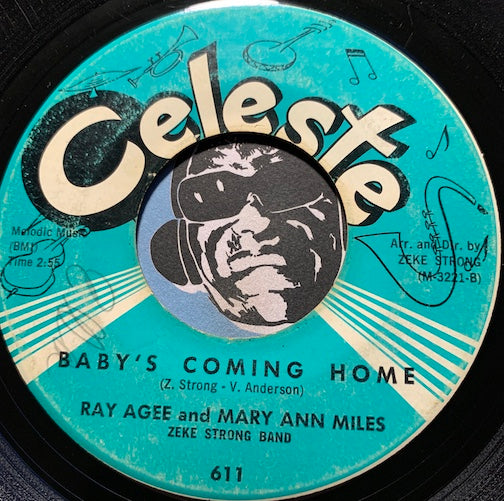 Celeste
Melodic Music
(BMI)
Time 2:55
Arr. and Dir. by
ZEKE STRONG
(M-3221-B)
BABY'S COMING HOME
(Z. Strong - V. Anderson)
RAY AGEE and MARY ANN MILES
ZEKE STRONG BAND
611